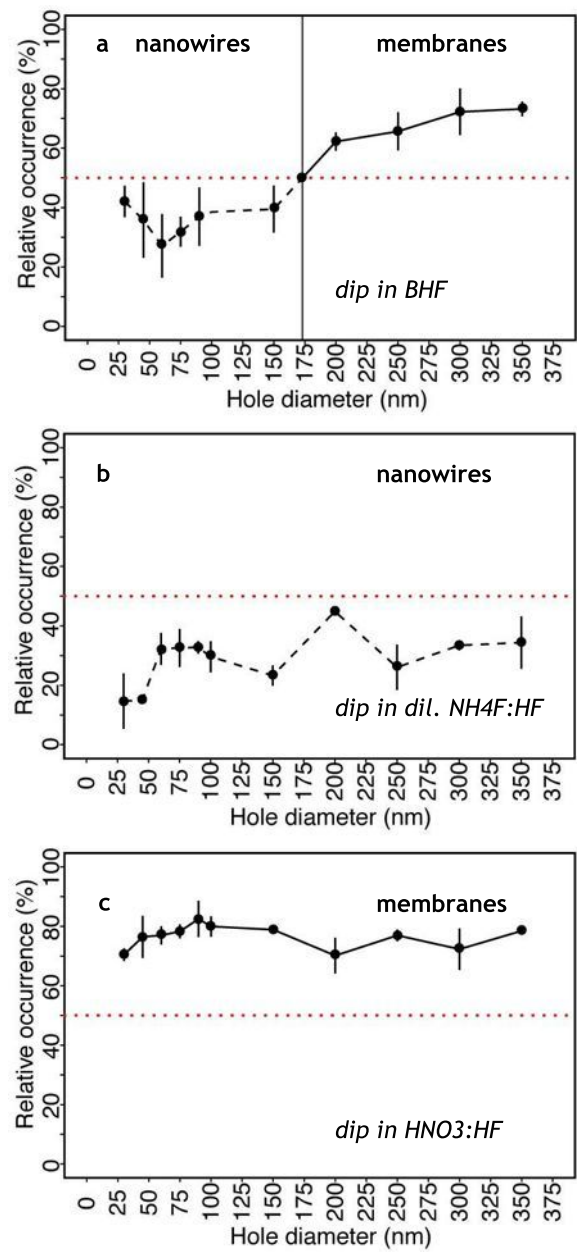 a nanowires membranes
Relative occurrence (%)
100
80
60
40
20
0
dip in BHF
0 25 50 75 100 125 150 175 200 225 250 275 300 325 350 375
Hole diameter (nm)
b nanowires
Relative occurrence (%)
100
80
60
40
20
0
dip in dil. NH4F:HF
0 25 50 75 100 125 150 175 200 225 250 275 300 325 350 375
Hole diameter (nm)
c membranes
Relative occurrence (%)
100
80
60
40
20
0
dip in HNO3:HF
0 25 50 75 100 125 150 175 200 225 250 275 300 325 350 375
Hole diameter (nm)